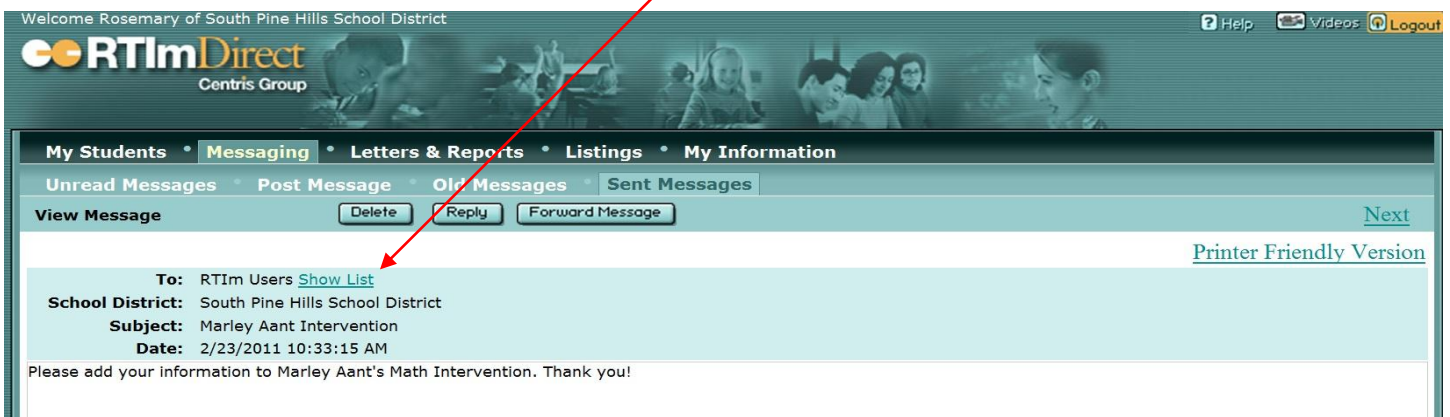 Welcome Rosemary of South Pine Hills School District
Help Videos Logout
RTImDirect
Centris Group
My Students • Messaging • Letters & Reports • Listings • My Information
Unread Messages • Post Message • Old Messages • Sent Messages
View Message Delete Reply Forward Message Next
Printer Friendly Version
To: RTIm Users Show List
School District: South Pine Hills School District
Subject: Marley Aant Intervention
Date: 2/23/2011 10:33:15 AM
Please add your information to Marley Aant's Math Intervention. Thank you!